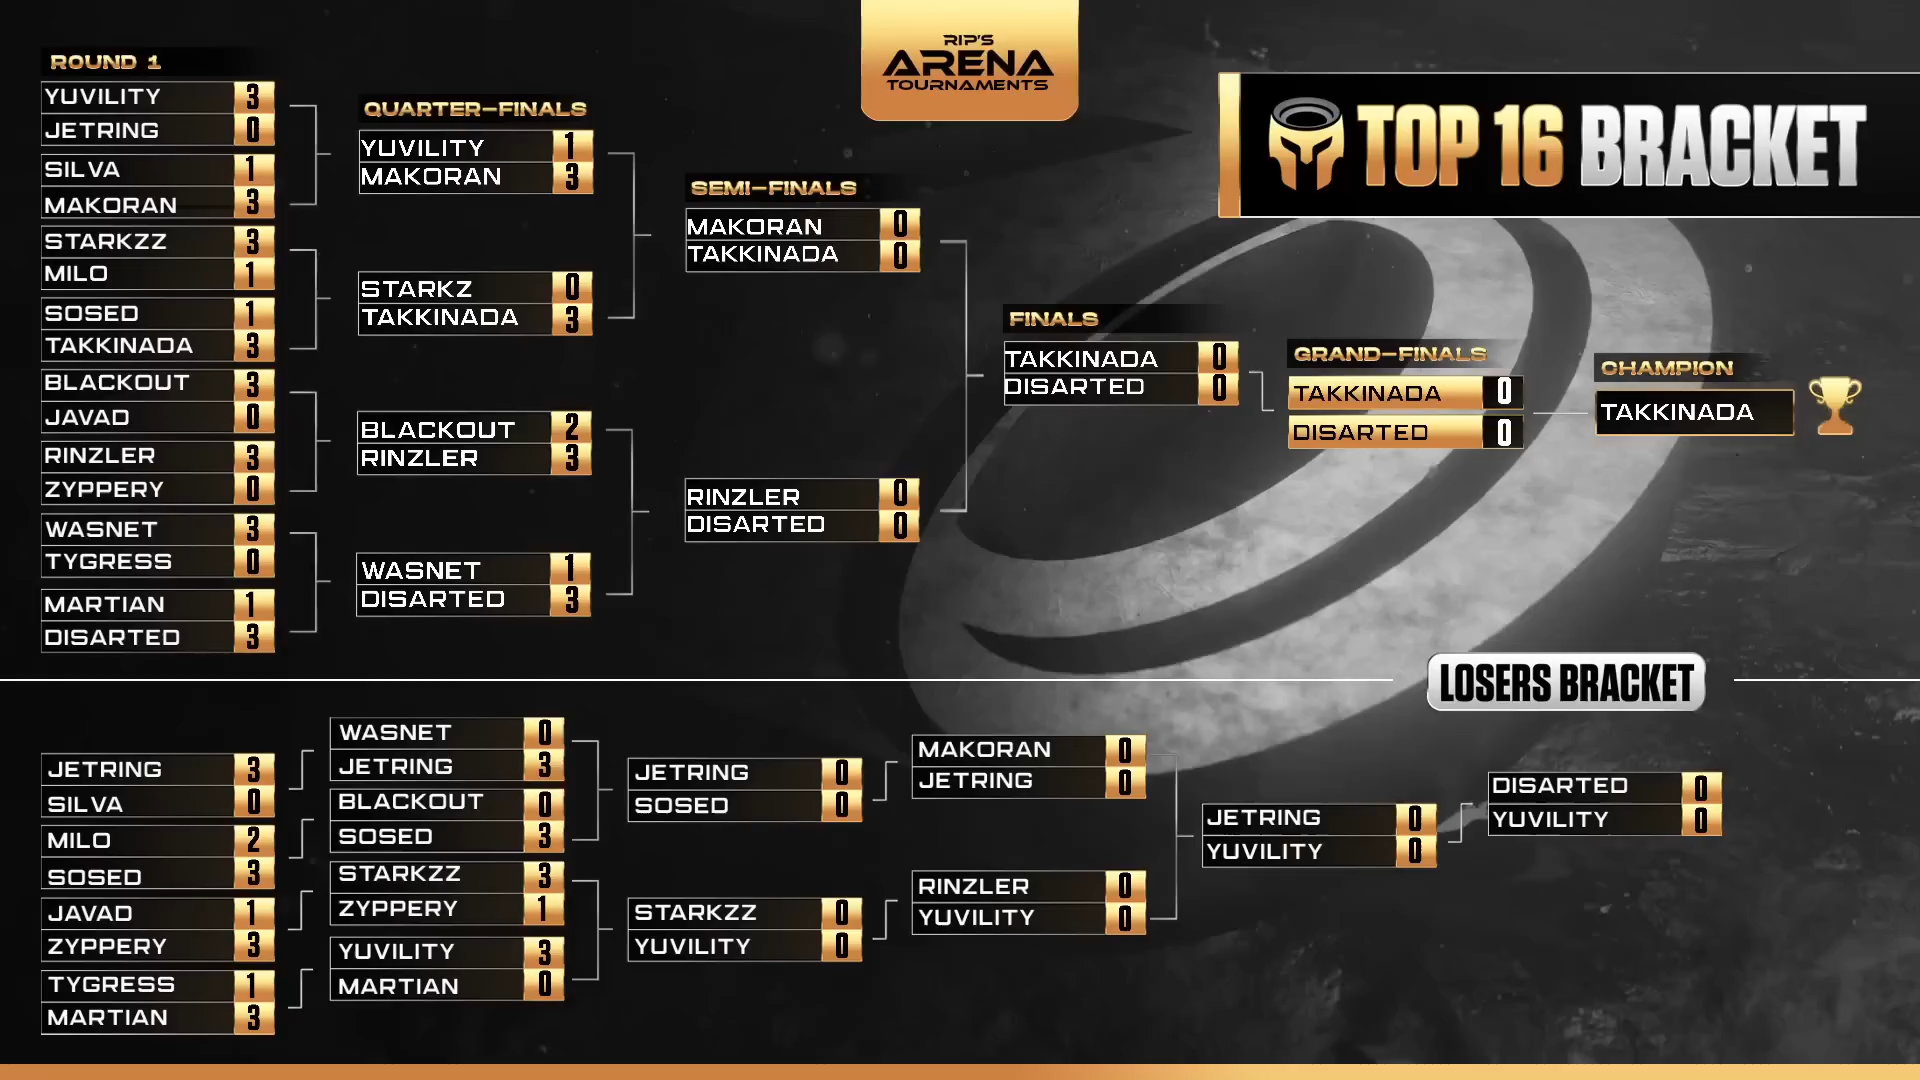 RIP'S
ARENA
TOURNAMENTS
TOP 16 BRACKET
ROUND 1
YUVILITY 3
JETRING 0
SILVA 1
MAKORAN 3
STARKZZ 3
MILO 1
SOSED 1
TAKKINADA 3
BLACKOUT 3
JAVAD 0
RINZLER 3
ZYPPERY 0
WASNET 3
TYGRESS 0
MARTIAN 1
DISARTED 3
QUARTER-FINALS
YUVILITY 1
MAKORAN 3
STARKZ 0
TAKKINADA 3
BLACKOUT 2
RINZLER 3
WASNET 1
DISARTED 3
SEMI-FINALS
MAKORAN 0
TAKKINADA 0
RINZLER 0
DISARTED 0
FINALS
TAKKINADA 0
DISARTED 0
GRAND-FINALS
TAKKINADA 0
DISARTED 0
CHAMPION
TAKKINADA
LOSERS BRACKET
JETRING 3
SILVA 0
MILO 2
SOSED 3
JAVAD 1
ZYPPERY 3
TYGRESS 1
MARTIAN 3
WASNET 0
JETRING 3
BLACKOUT 0
SOSED 3
STARKZZ 3
ZYPPERY 1
YUVILITY 3
MARTIAN 0
JETRING 0
SOSED 0
STARKZZ 0
YUVILITY 0
MAKORAN 0
JETRING 0
RINZLER 0
YUVILITY 0
JETRING 0
YUVILITY 0
DISARTED 0
YUVILITY 0